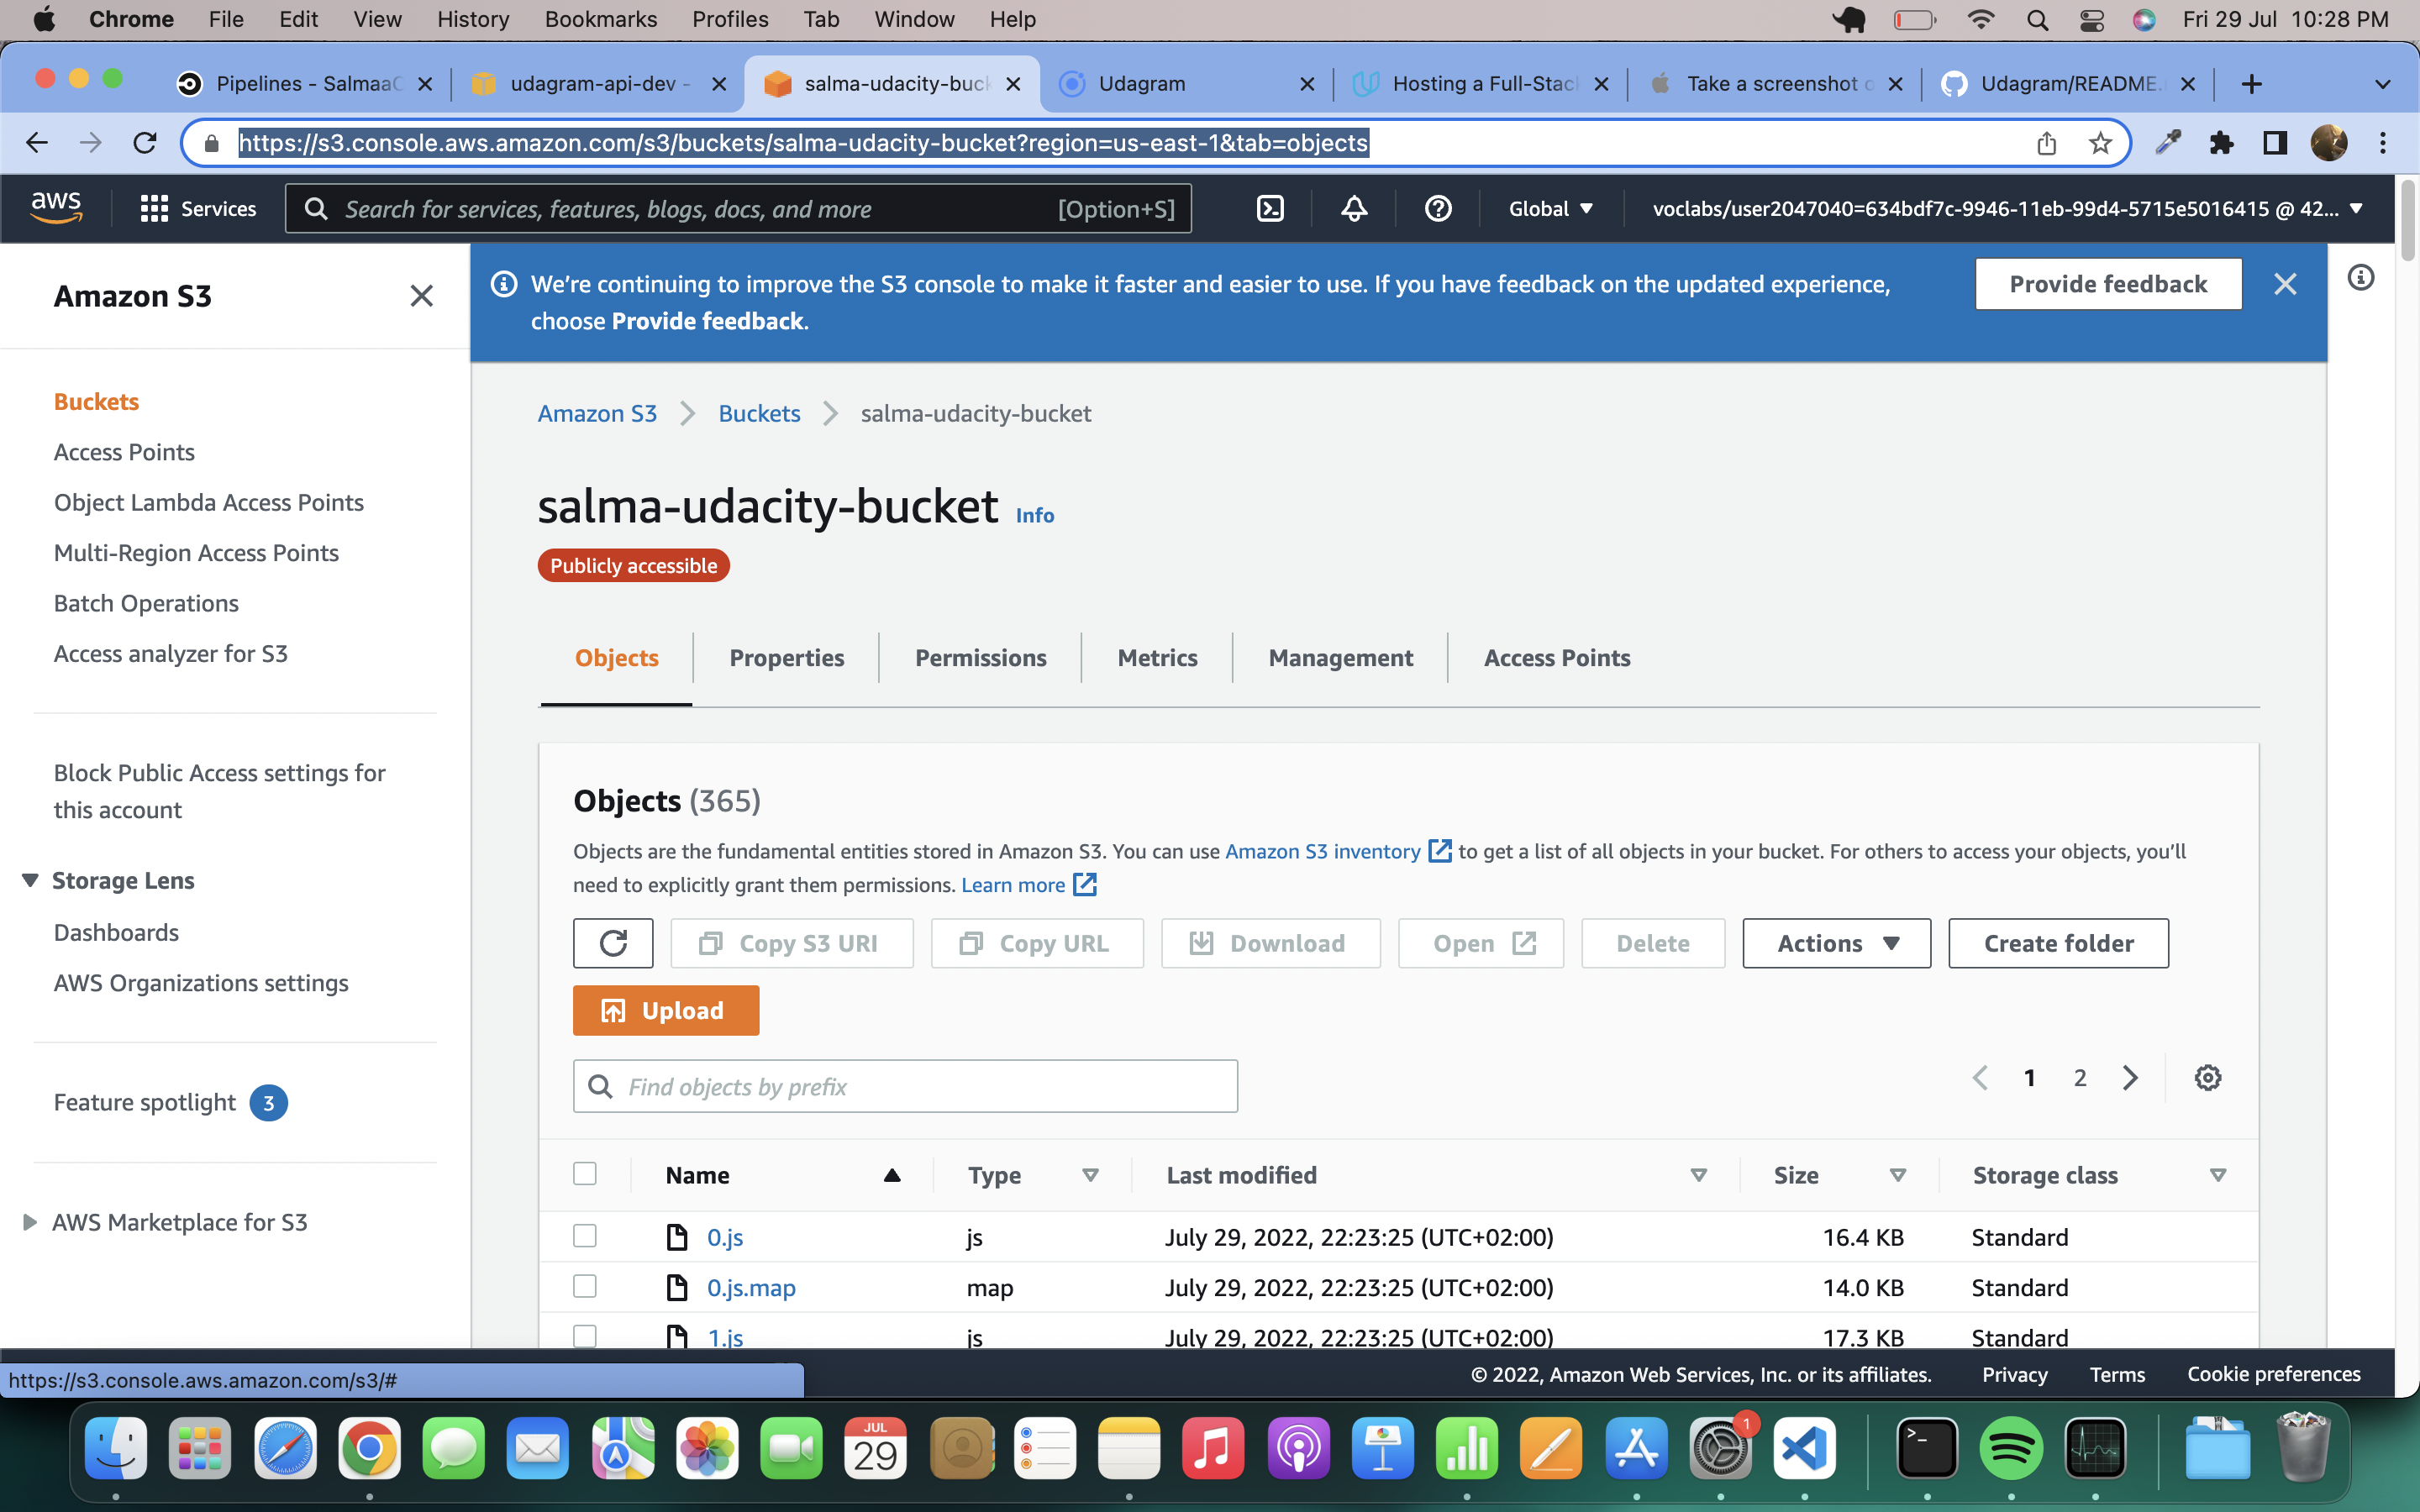 Chrome File Edit View History Bookmarks Profiles Tab Window Help Fri 29 Jul 10:28 PM
Pipelines - SalmaaC udagram-api-dev - salma-udacity-buck Udagram Hosting a Full-Stac Take a screenshot o Udagram/README.
https://s3.console.aws.amazon.com/s3/buckets/salma-udacity-bucket?region=us-east-1&tab=objects
aws Services Search for services, features, blogs, docs, and more [Option+S] Global voclabs/user2047040=634bdf7c-9946-11eb-99d4-5715e5016415 @ 42...
Amazon S3
Buckets
Access Points
Object Lambda Access Points
Multi-Region Access Points
Batch Operations
Access analyzer for S3
Block Public Access settings for
this account
Storage Lens
Dashboards
AWS Organizations settings
Feature spotlight 3
AWS Marketplace for S3
We're continuing to improve the S3 console to make it faster and easier to use. If you have feedback on the updated experience,
choose Provide feedback.
Provide feedback
Amazon S3 Buckets salma-udacity-bucket
salma-udacity-bucket Info
Publicly accessible
Objects Properties Permissions Metrics Management Access Points
Objects (365)
Objects are the fundamental entities stored in Amazon S3. You can use Amazon S3 inventory to get a list of all objects in your bucket. For others to access your objects, you'll
need to explicitly grant them permissions. Learn more
Copy S3 URI Copy URL Download Open Delete Actions Create folder
Upload
Find objects by prefix
1 2
Name Type Last modified Size Storage class
0.js js July 29, 2022, 22:23:25 (UTC+02:00) 16.4 KB Standard
0.js.map map July 29, 2022, 22:23:25 (UTC+02:00) 14.0 KB Standard
1.js js July 29, 2022, 22:23:25 (UTC+02:00) 17.3 KB Standard
https://s3.console.aws.amazon.com/s3/#
© 2022, Amazon Web Services, Inc. or its affiliates. Privacy Terms Cookie preferences
JUL
29
1